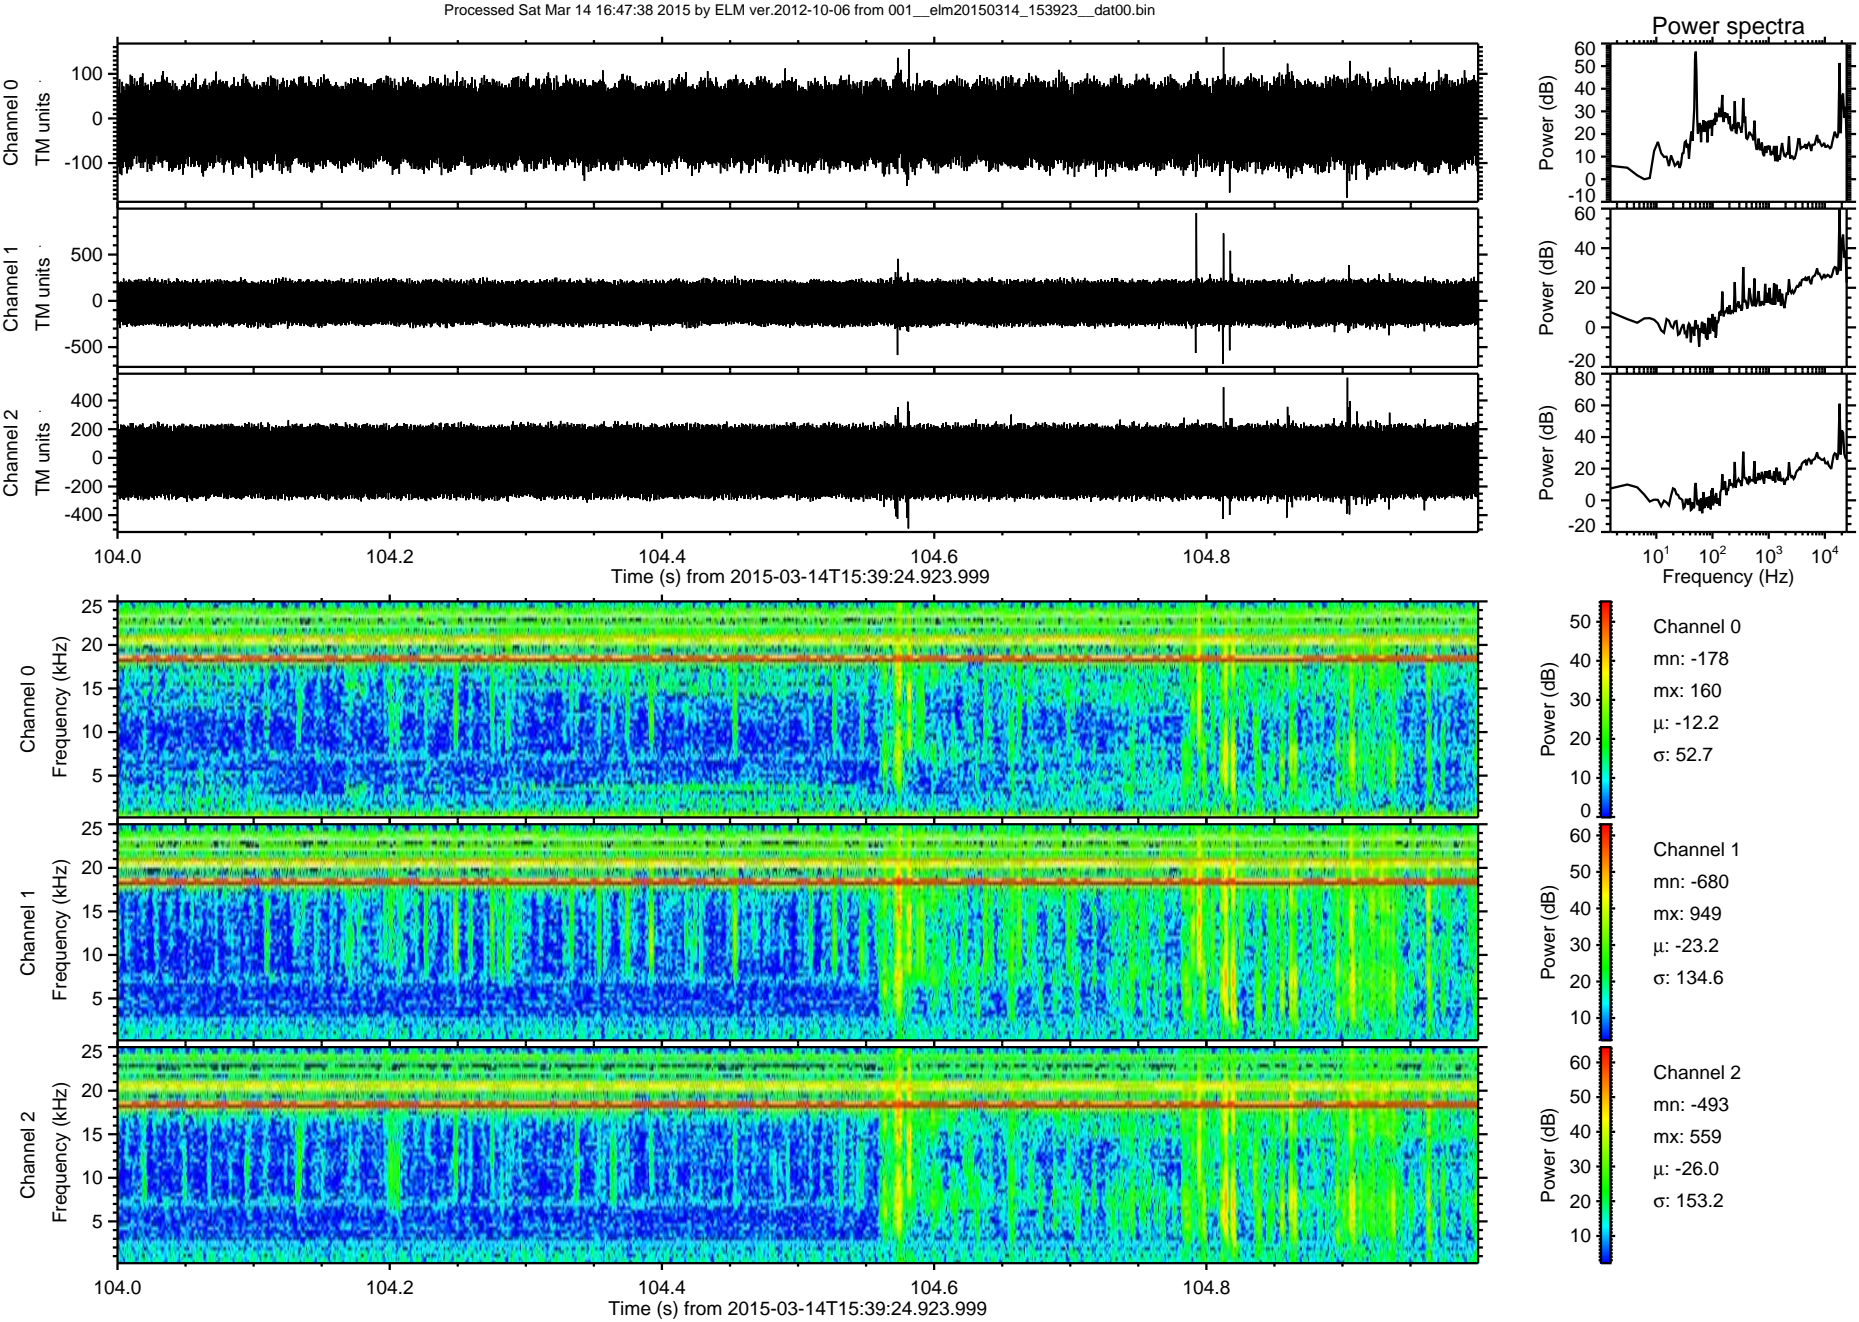 Processed Sat Mar 14 16:47:38 2015 by ELM ver.2012-10-06 from 001__elm20150314_153923__dat00.bin
Power spectra
Channel 0
TM units
100
0
-100
Power (dB)
60
50
40
30
20
10
0
-10
Channel 1
TM units
500
0
-500
Power (dB)
60
40
20
0
-20
Channel 2
TM units
400
200
0
-200
-400
Power (dB)
80
60
40
20
0
-20
104.0 104.2 104.4 104.6 104.8
Time (s) from 2015-03-14T15:39:24.923.999
10¹ 10² 10³ 10⁴
Frequency (Hz)
Channel 0
Frequency (kHz)
25
20
15
10
5
Power (dB)
50
40
30
20
10
0
Channel 0
mn: -178
mx: 160
μ: -12.2
σ: 52.7
Channel 1
Frequency (kHz)
25
20
15
10
5
Power (dB)
60
50
40
30
20
10
Channel 1
mn: -680
mx: 949
μ: -23.2
σ: 134.6
Channel 2
Frequency (kHz)
25
20
15
10
5
Power (dB)
60
50
40
30
20
10
Channel 2
mn: -493
mx: 559
μ: -26.0
σ: 153.2
104.0 104.2 104.4 104.6 104.8
Time (s) from 2015-03-14T15:39:24.923.999